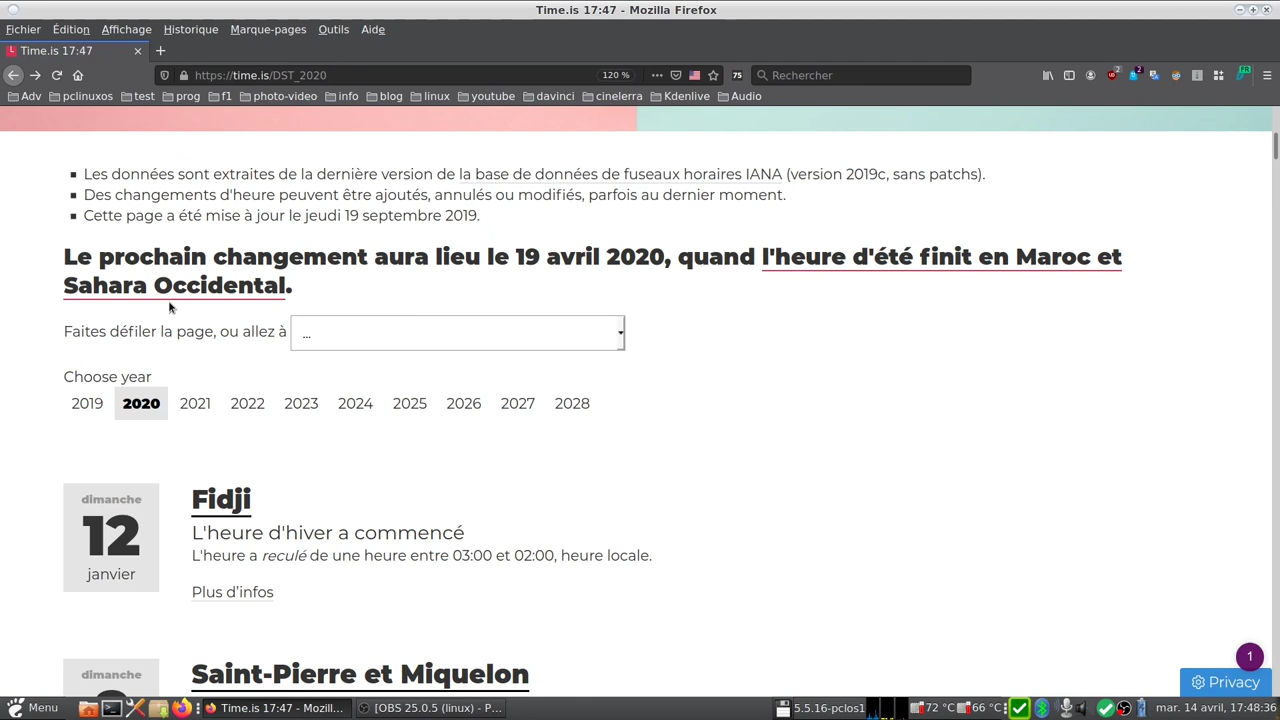 Time.is 17:47 - Mozilla Firefox
Fichier Édition Affichage Historique Marque-pages Outils Aide
Time.is 17:47
https://time.is/DST_2020 120 % Rechercher
Adv pclinuxos test prog f1 photo-video info blog linux youtube davinci cinelerra Kdenlive Audio
Les données sont extraites de la dernière version de la base de données de fuseaux horaires IANA (version 2019c, sans patchs).
Des changements d'heure peuvent être ajoutés, annulés ou modifiés, parfois au dernier moment.
Cette page a été mise à jour le jeudi 19 septembre 2019.
Le prochain changement aura lieu le 19 avril 2020, quand l'heure d'été finit en Maroc et
Sahara Occidental.
Faites défiler la page, ou allez à ...
Choose year
2019 2020 2021 2022 2023 2024 2025 2026 2027 2028
dimanche
12
janvier
Fidji
L'heure d'hiver a commencé
L'heure a reculé de une heure entre 03:00 et 02:00, heure locale.
Plus d'infos
dimanche
Saint-Pierre et Miquelon
1
Privacy
Menu Time.is 17:47 - Mozill... [OBS 25.0.5 (linux) - P... 5.5.16-pclos1 72 °C 66 °C mar. 14 avril, 17:48:36